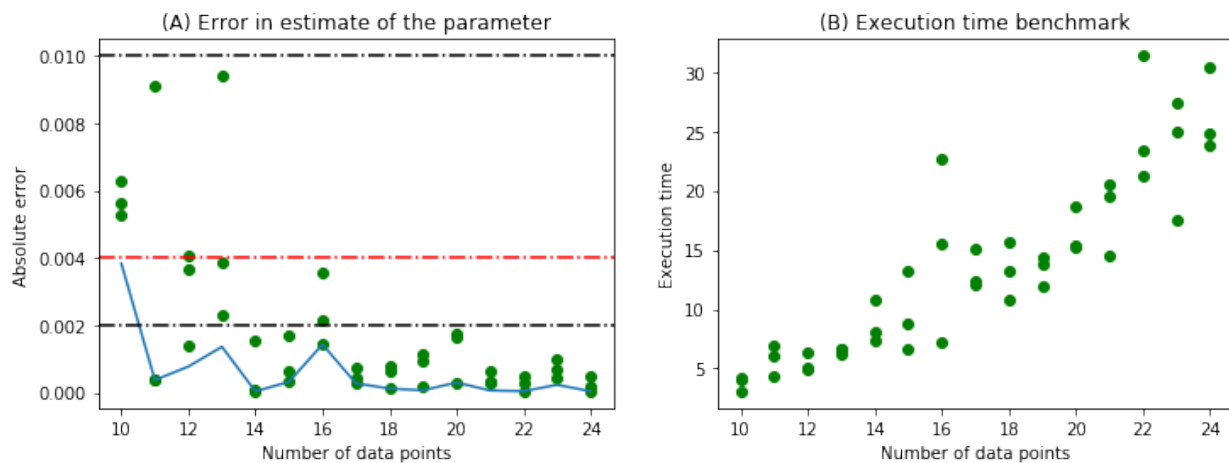 (A) Error in estimate of the parameter
0.010
0.008
0.006
0.004
0.002
0.000
Absolute error
10 12 14 16 18 20 22 24
Number of data points
(B) Execution time benchmark
30
25
20
15
10
5
Execution time
10 12 14 16 18 20 22 24
Number of data points